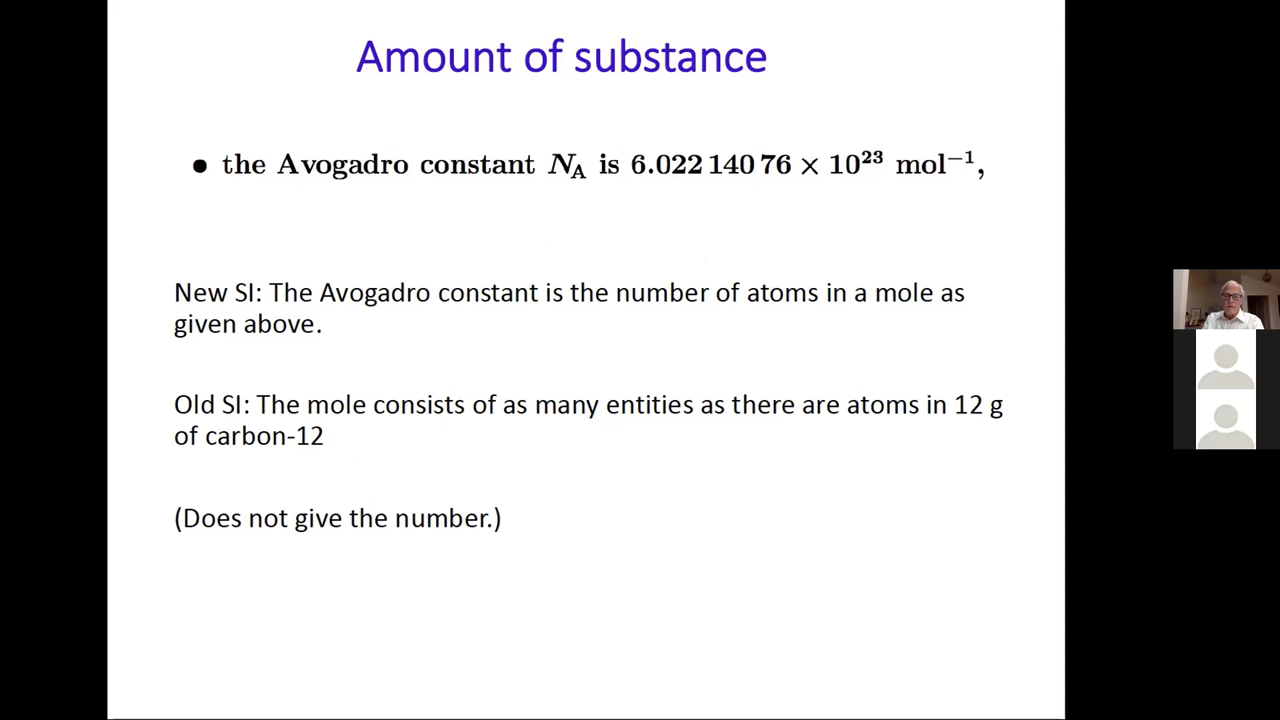 Amount of substance
• the Avogadro constant N_A is 6.022 140 76 × 10²³ mol⁻¹,
New SI: The Avogadro constant is the number of atoms in a mole as
given above.
Old SI: The mole consists of as many entities as there are atoms in 12 g
of carbon-12
(Does not give the number.)